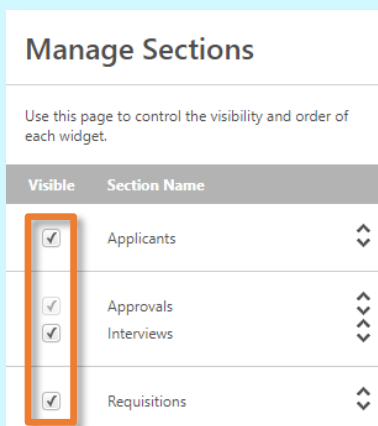 Manage Sections
Use this page to control the visibility and order of
each widget.
Visible Section Name
Applicants
Approvals
Interviews
Requisitions